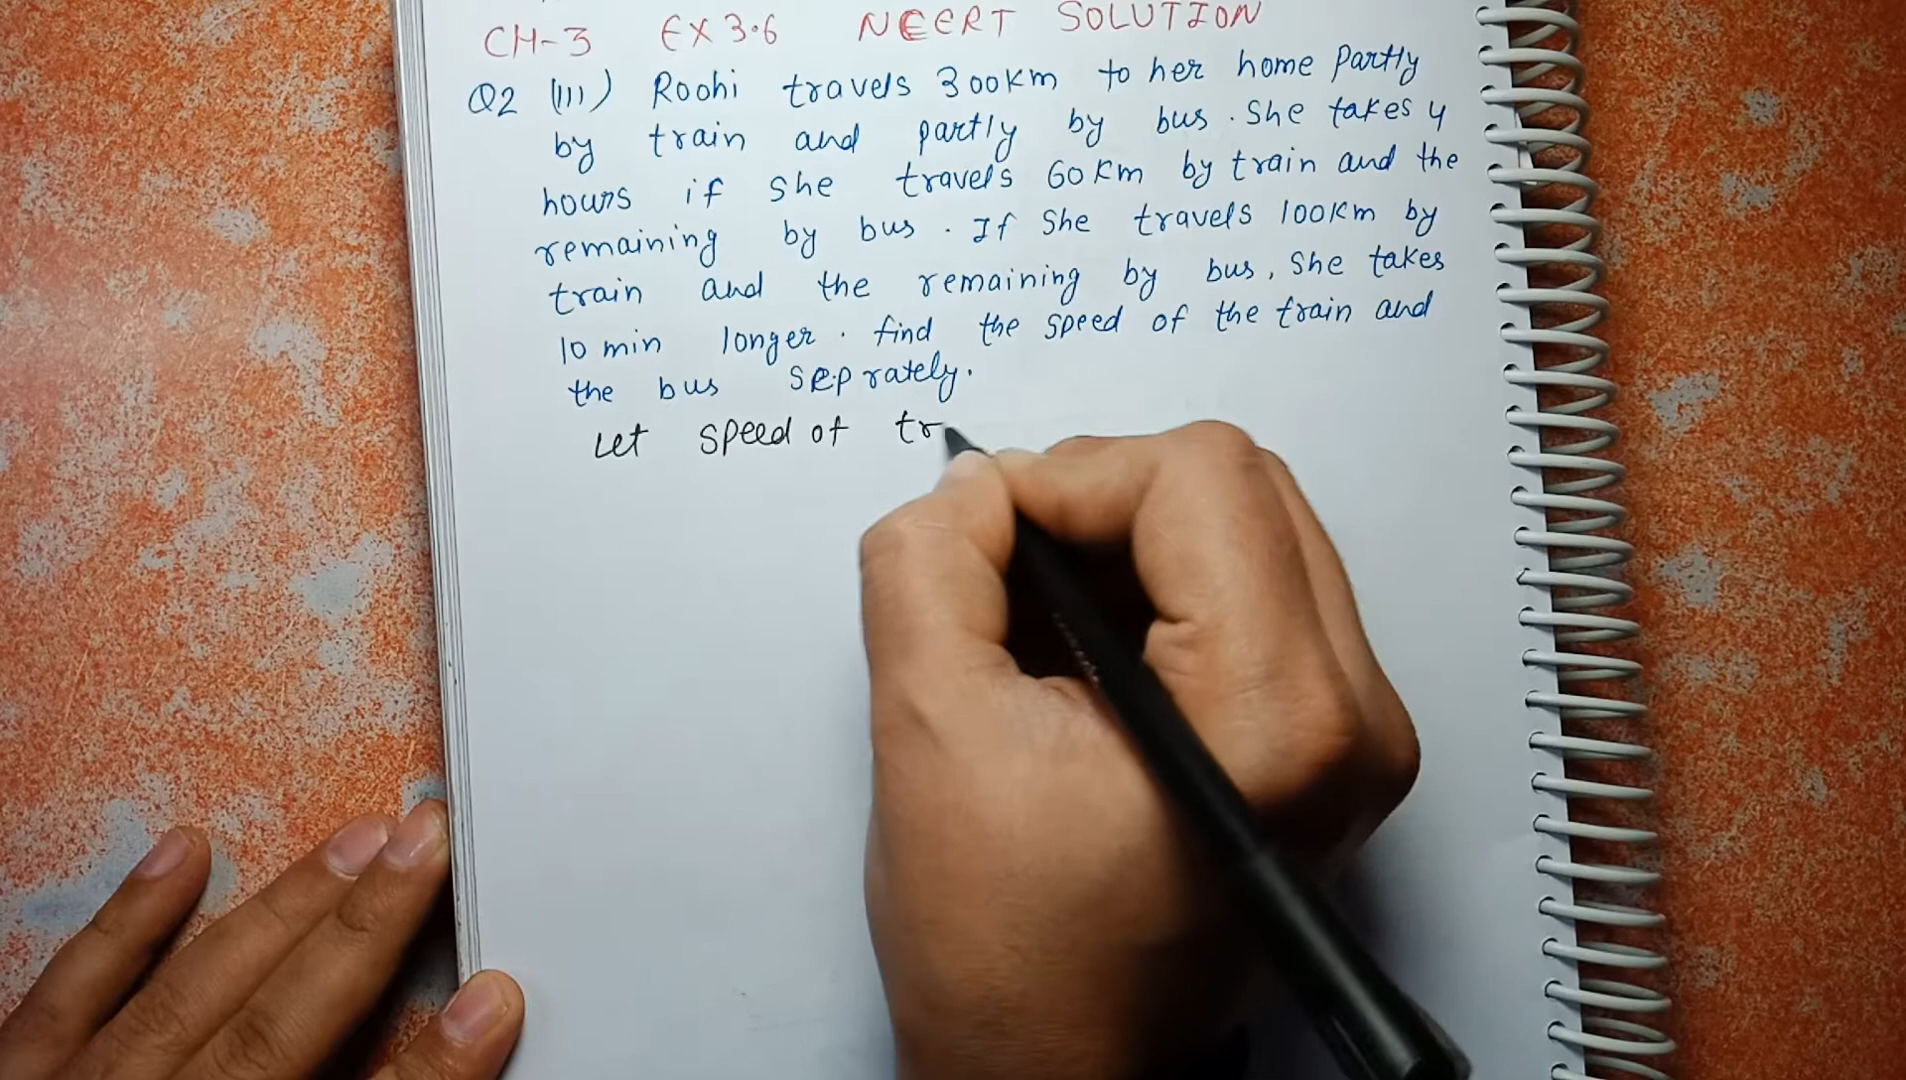 CH-3 EX 3.6 NCERT SOLUTION
Q2 (111) Roohi travels 300km to her home Partly
by train and partly by bus . She takes 4
hours if she travels 60 km by train and the
remaining by bus . If She travels 100km by
train and the remaining by bus, She takes
10 min longer . find the speed of the train and
the bus seprately.
Let speed of tr